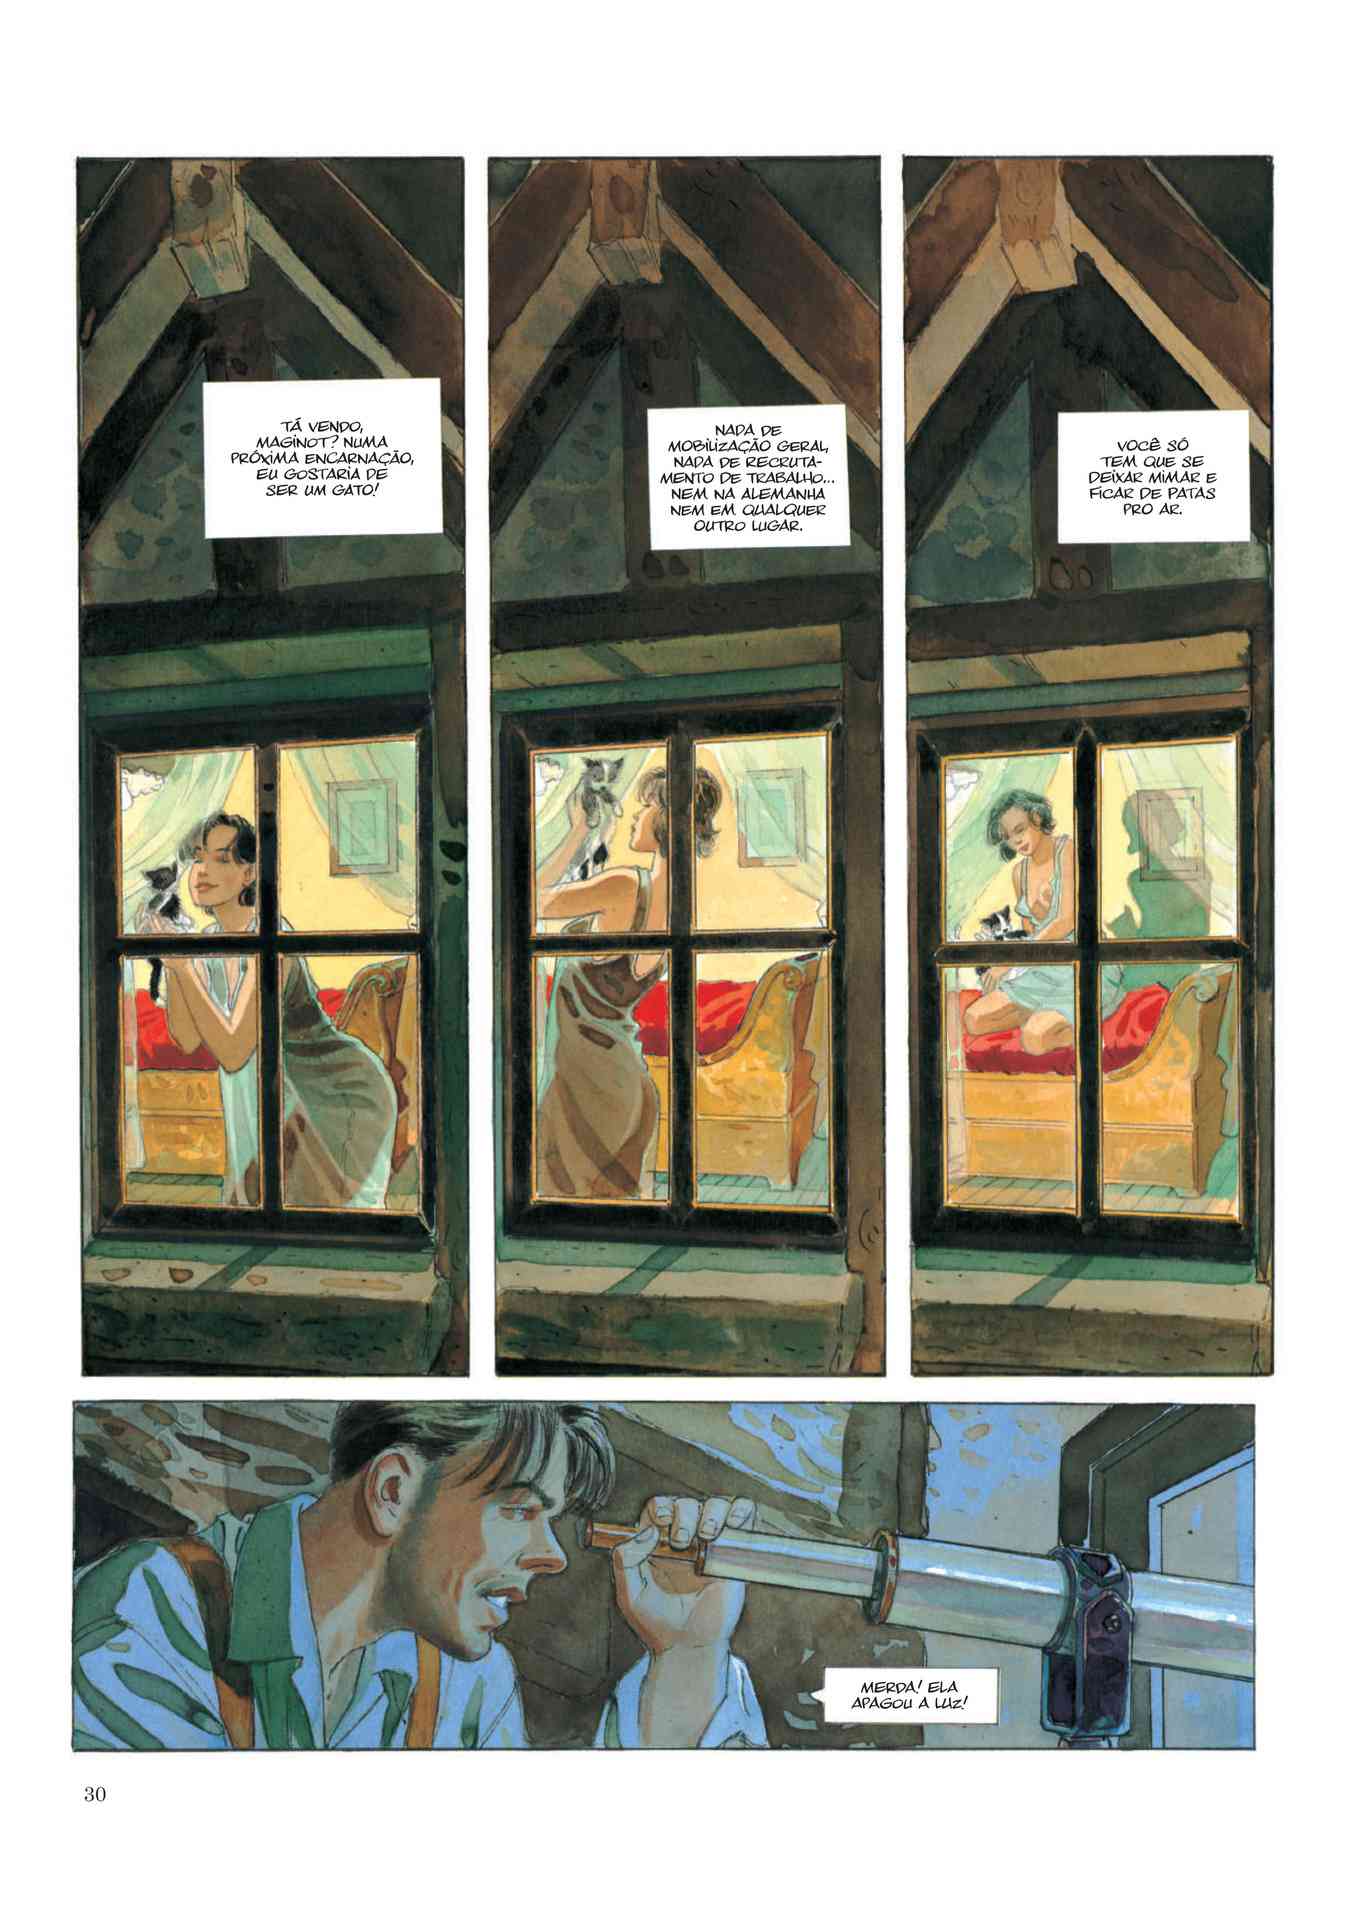 TÁ VENDO,
MAGINOT? NUMA
PRÓXIMA ENCARNAÇÃO,
EU GOSTARIA DE
SER UM GATO!
NADA DE
MOBILIZAÇÃO GERAL,
NADA DE RECRUTA-
MENTO DE TRABALHO...
NEM NA ALEMANHA
NEM EM QUALQUER
OUTRO LUGAR.
VOCÊ SÓ
TEM QUE SE
DEIXAR MIMAR E
FICAR DE PATAS
PRO AR.
MERDA! ELA
APAGOU A LUZ!
30